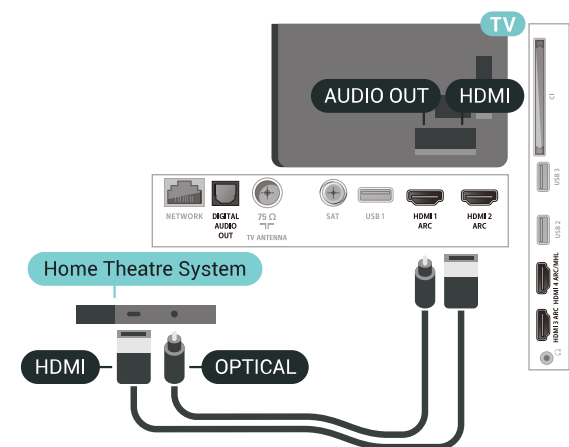 TV
AUDIO OUT
HDMI
NETWORK
DIGITAL
AUDIO
OUT
75 Ω
TV ANTENNA
SAT
USB 1
HDMI 1
ARC
HDMI 2
ARC
CI
USB 3
USB 2
HDMI 4 ARC/MHL
HDMI 3 ARC
Home Theatre System
HDMI
OPTICAL